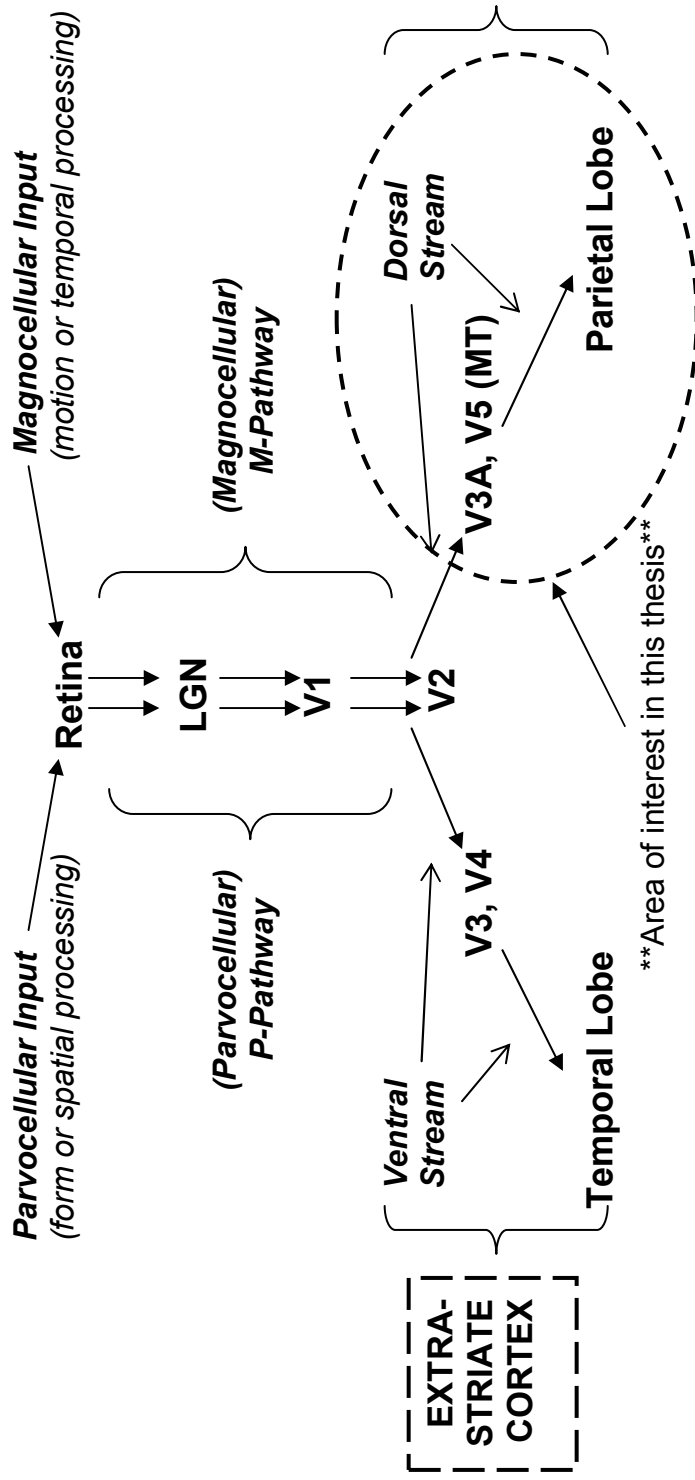 Parvocellular Input
(form or spatial processing)
Magnocellular Input
(motion or temporal processing)
Retina
LGN
V1
V2
(Parvocellular)
P-Pathway
(Magnocellular)
M-Pathway
Ventral
Stream
Dorsal
Stream
V3, V4
V3A, V5 (MT)
Temporal Lobe
Parietal Lobe
EXTRA-
STRIATE
CORTEX
**Area of interest in this thesis**